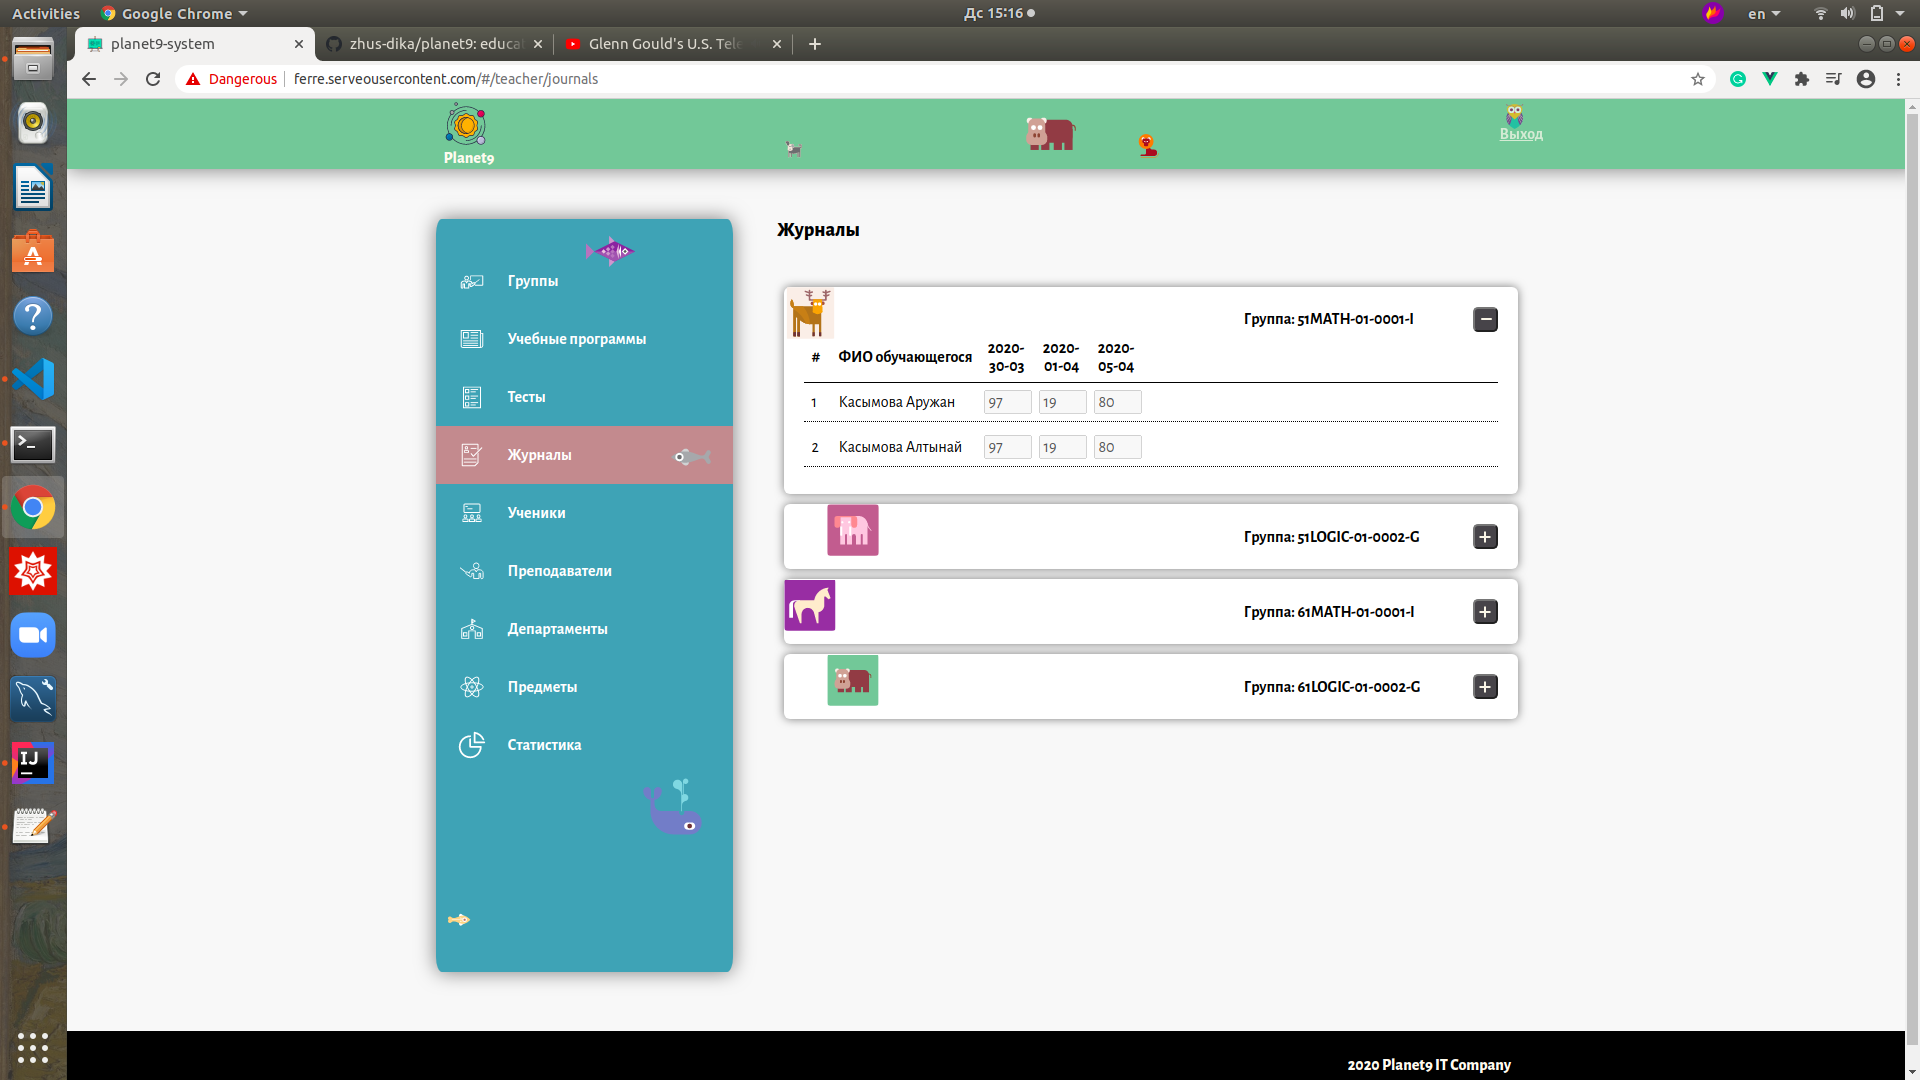 Activities
Google Chrome
Дс 15:16
en
planet9-system
zhus-dika/planet9: educa
Glenn Gould's U.S. Tele
Dangerous
ferre.serveousercontent.com/#/teacher/journals
Planet9
Выход
Группы
Учебные программы
Тесты
Журналы
Ученики
Преподаватели
Департаменты
Предметы
Статистика
Журналы
Группа: 51MATH-01-0001-I
# ФИО обучающегося 2020-30-03 2020-01-04 2020-05-04
1 Касымова Аружан 97 19 80
2 Касымова Алтынай 97 19 80
Группа: 51LOGIC-01-0002-G
Группа: 61MATH-01-0001-I
Группа: 61LOGIC-01-0002-G
2020 Planet9 IT Company